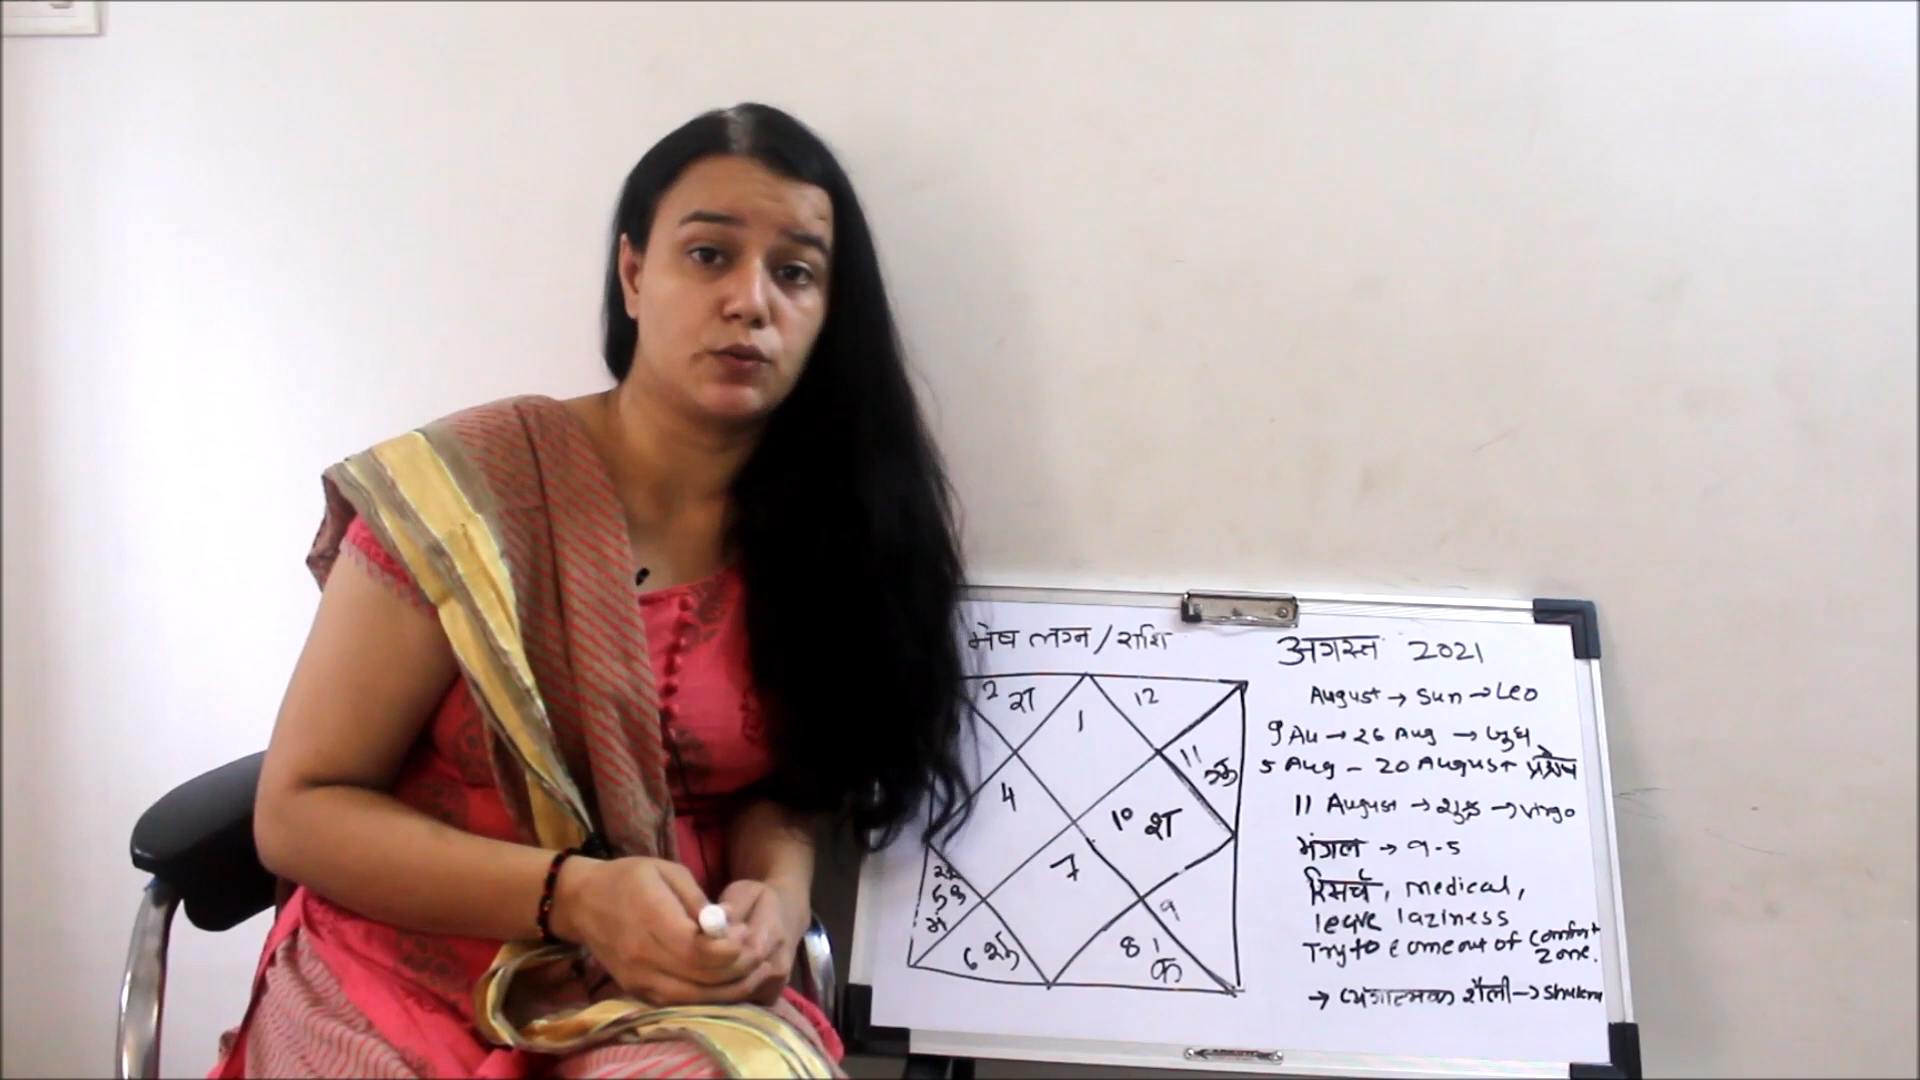 मेष लग्न / राशि
अगस्त 2021
2 रा
1
12
11
4
10 श
7
5
मं
6 शु
8
के
9
August → Sun → Leo
9 Au → 26 Aug → बुध
5 Aug - 20 August
11 August → शुक्र → Virgo
मंगल → 9-5
रिसर्च, medical,
leave laziness
Try to come out of comfort
zone.
→ व्यंगात्मक शैली → Shukra